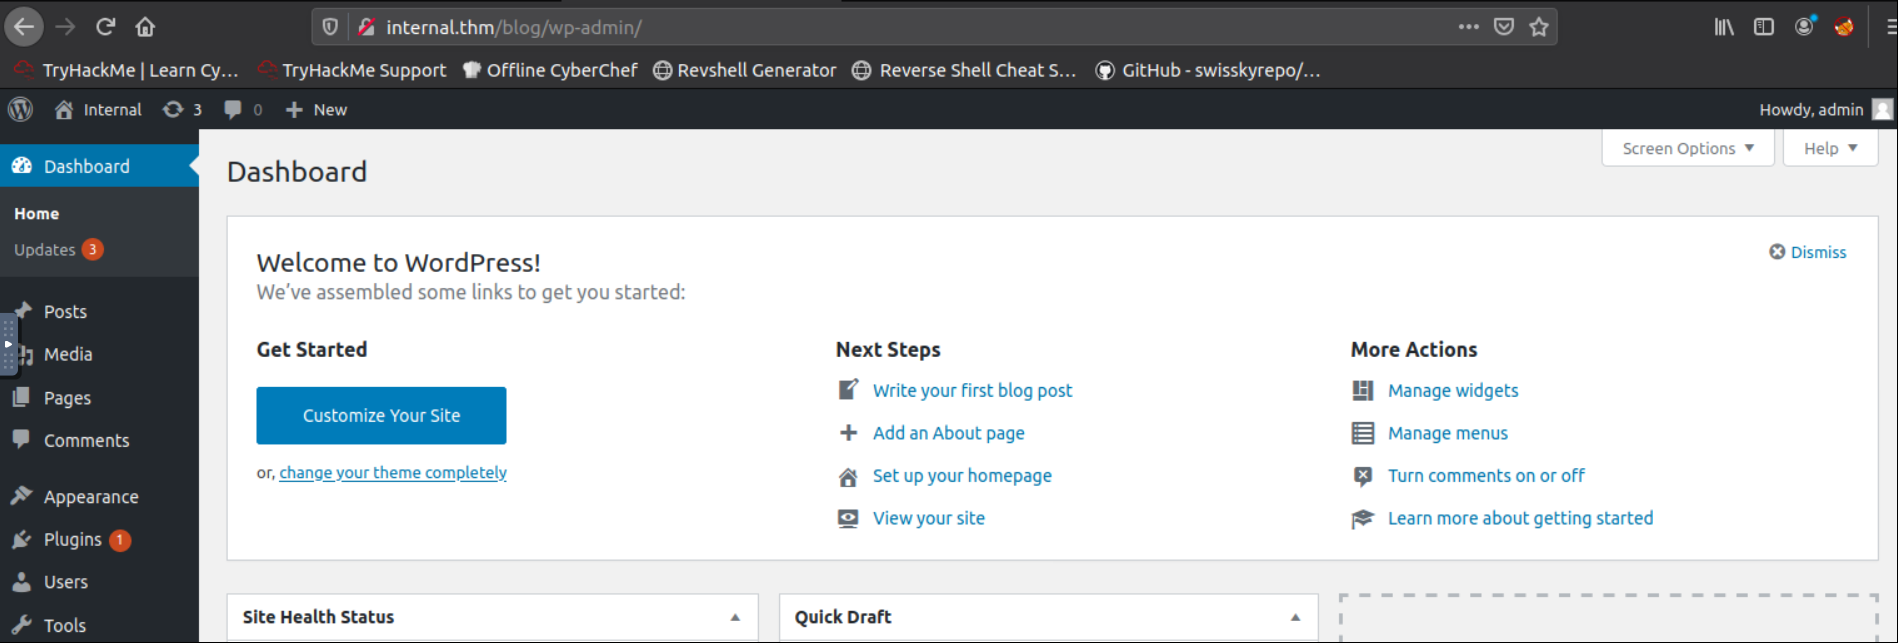 internal.thm/blog/wp-admin/
TryHackMe | Learn Cy... TryHackMe Support Offline CyberChef Revshell Generator Reverse Shell Cheat S... GitHub - swisskyrepo/...
Internal 3 0 New Howdy, admin
Dashboard
Home
Updates 3
Posts
Media
Pages
Comments
Appearance
Plugins 1
Users
Tools
Screen Options Help
Dashboard
Welcome to WordPress!
Dismiss
We've assembled some links to get you started:
Get Started
Customize Your Site
or, change your theme completely
Next Steps
Write your first blog post
Add an About page
Set up your homepage
View your site
More Actions
Manage widgets
Manage menus
Turn comments on or off
Learn more about getting started
Site Health Status
Quick Draft